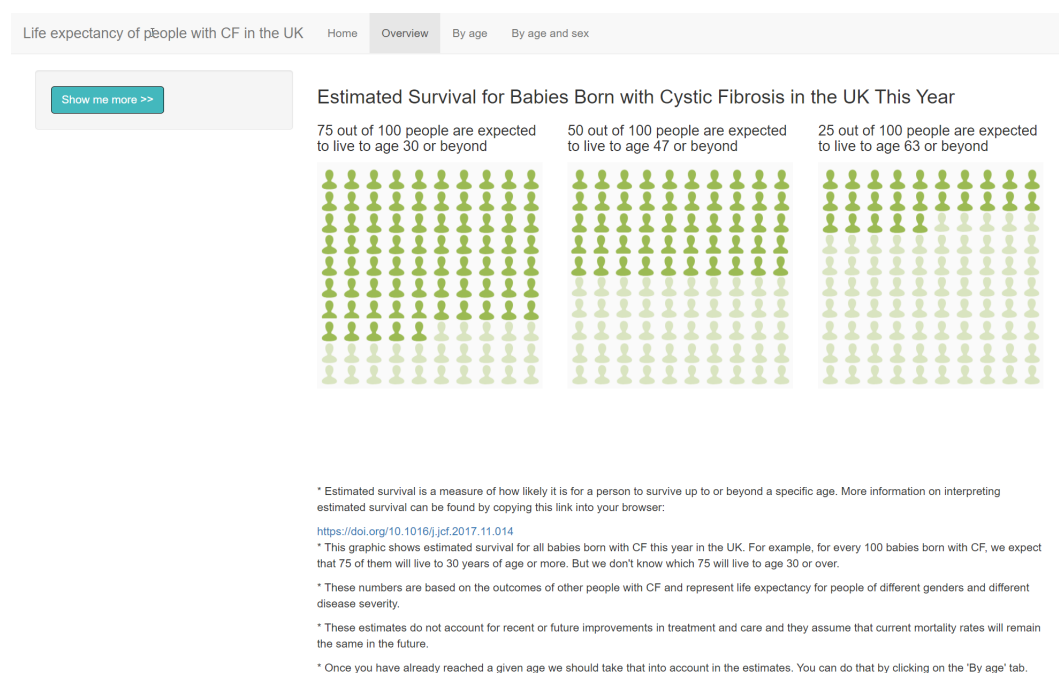 Life expectancy of people with CF in the UK Home Overview By age By age and sex
Show me more >>
Estimated Survival for Babies Born with Cystic Fibrosis in the UK This Year
75 out of 100 people are expected
to live to age 30 or beyond
50 out of 100 people are expected
to live to age 47 or beyond
25 out of 100 people are expected
to live to age 63 or beyond
* Estimated survival is a measure of how likely it is for a person to survive up to or beyond a specific age. More information on interpreting
estimated survival can be found by copying this link into your browser:
https://doi.org/10.1016/j.jcf.2017.11.014
* This graphic shows estimated survival for all babies born with CF this year in the UK. For example, for every 100 babies born with CF, we expect
that 75 of them will live to 30 years of age or more. But we don't know which 75 will live to age 30 or over.
* These numbers are based on the outcomes of other people with CF and represent life expectancy for people of different genders and different
disease severity.
* These estimates do not account for recent or future improvements in treatment and care and they assume that current mortality rates will remain
the same in the future.
* Once you have already reached a given age we should take that into account in the estimates. You can do that by clicking on the 'By age' tab.